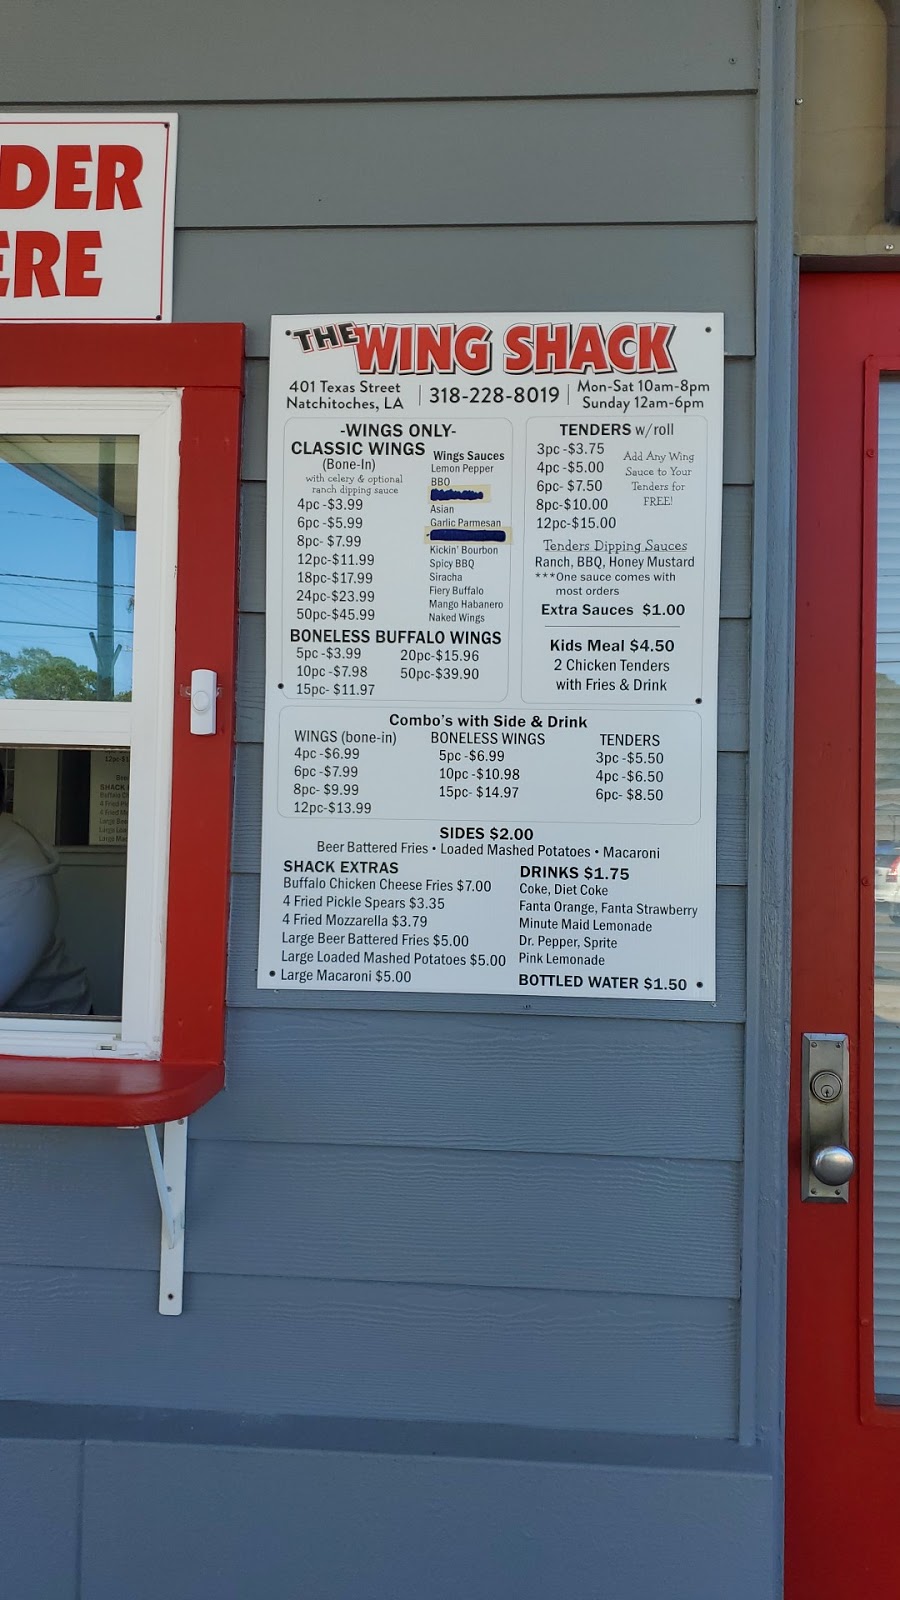 DER
ERE
THE WING SHACK
401 Texas Street
Natchitoches, LA
318-228-8019
Mon-Sat 10am-8pm
Sunday 12am-6pm
-WINGS ONLY-
CLASSIC WINGS
(Bone-In)
with celery & optional
ranch dipping sauce
4pc -$3.99
6pc -$5.99
8pc- $7.99
12pc-$11.99
18pc-$17.99
24pc-$23.99
50pc-$45.99
Wings Sauces
Lemon Pepper
BBQ
Asian
Garlic Parmesan
Kickin' Bourbon
Spicy BBQ
Siracha
Fiery Buffalo
Mango Habanero
Naked Wings
BONELESS BUFFALO WINGS
5pc -$3.99
10pc -$7.98
15pc- $11.97
20pc-$15.96
50pc-$39.90
TENDERS w/roll
3pc -$3.75
4pc -$5.00
6pc- $7.50
8pc-$10.00
12pc-$15.00
Add Any Wing
Sauce to Your
Tenders for
FREE!
Tenders Dipping Sauces
Ranch, BBQ, Honey Mustard
***One sauce comes with
most orders
Extra Sauces $1.00
Kids Meal $4.50
2 Chicken Tenders
with Fries & Drink
Combo's with Side & Drink
WINGS (bone-in)
4pc -$6.99
6pc -$7.99
8pc- $9.99
12pc-$13.99
BONELESS WINGS
5pc -$6.99
10pc -$10.98
15pc- $14.97
TENDERS
3pc -$5.50
4pc -$6.50
6pc- $8.50
SIDES $2.00
Beer Battered Fries • Loaded Mashed Potatoes • Macaroni
SHACK EXTRAS
Buffalo Chicken Cheese Fries $7.00
4 Fried Pickle Spears $3.35
4 Fried Mozzarella $3.79
Large Beer Battered Fries $5.00
Large Loaded Mashed Potatoes $5.00
Large Macaroni $5.00
DRINKS $1.75
Coke, Diet Coke
Fanta Orange, Fanta Strawberry
Minute Maid Lemonade
Dr. Pepper, Sprite
Pink Lemonade
BOTTLED WATER $1.50